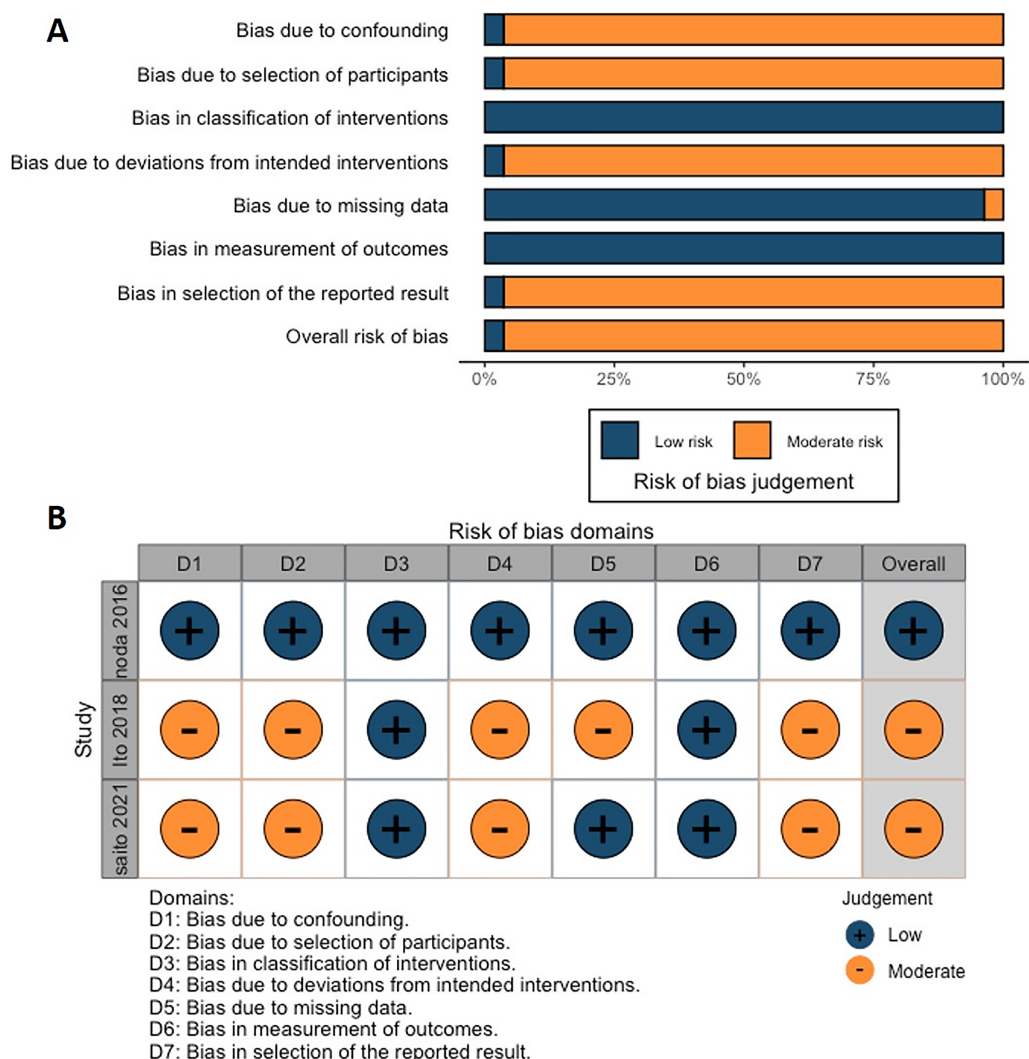 A
Bias due to confounding
Bias due to selection of participants
Bias in classification of interventions
Bias due to deviations from intended interventions
Bias due to missing data
Bias in measurement of outcomes
Bias in selection of the reported result
Overall risk of bias
0% 25% 50% 75% 100%
Low risk Moderate risk
Risk of bias judgement
B
Risk of bias domains
D1 D2 D3 D4 D5 D6 D7 Overall
Study
noda 2016
+ + + + + + + +
Ito 2018
- - + - - + - -
saito 2021
- - + - + + - -
Domains:
D1: Bias due to confounding.
D2: Bias due to selection of participants.
D3: Bias in classification of interventions.
D4: Bias due to deviations from intended interventions.
D5: Bias due to missing data.
D6: Bias in measurement of outcomes.
D7: Bias in selection of the reported result.
Judgement
+ Low
- Moderate